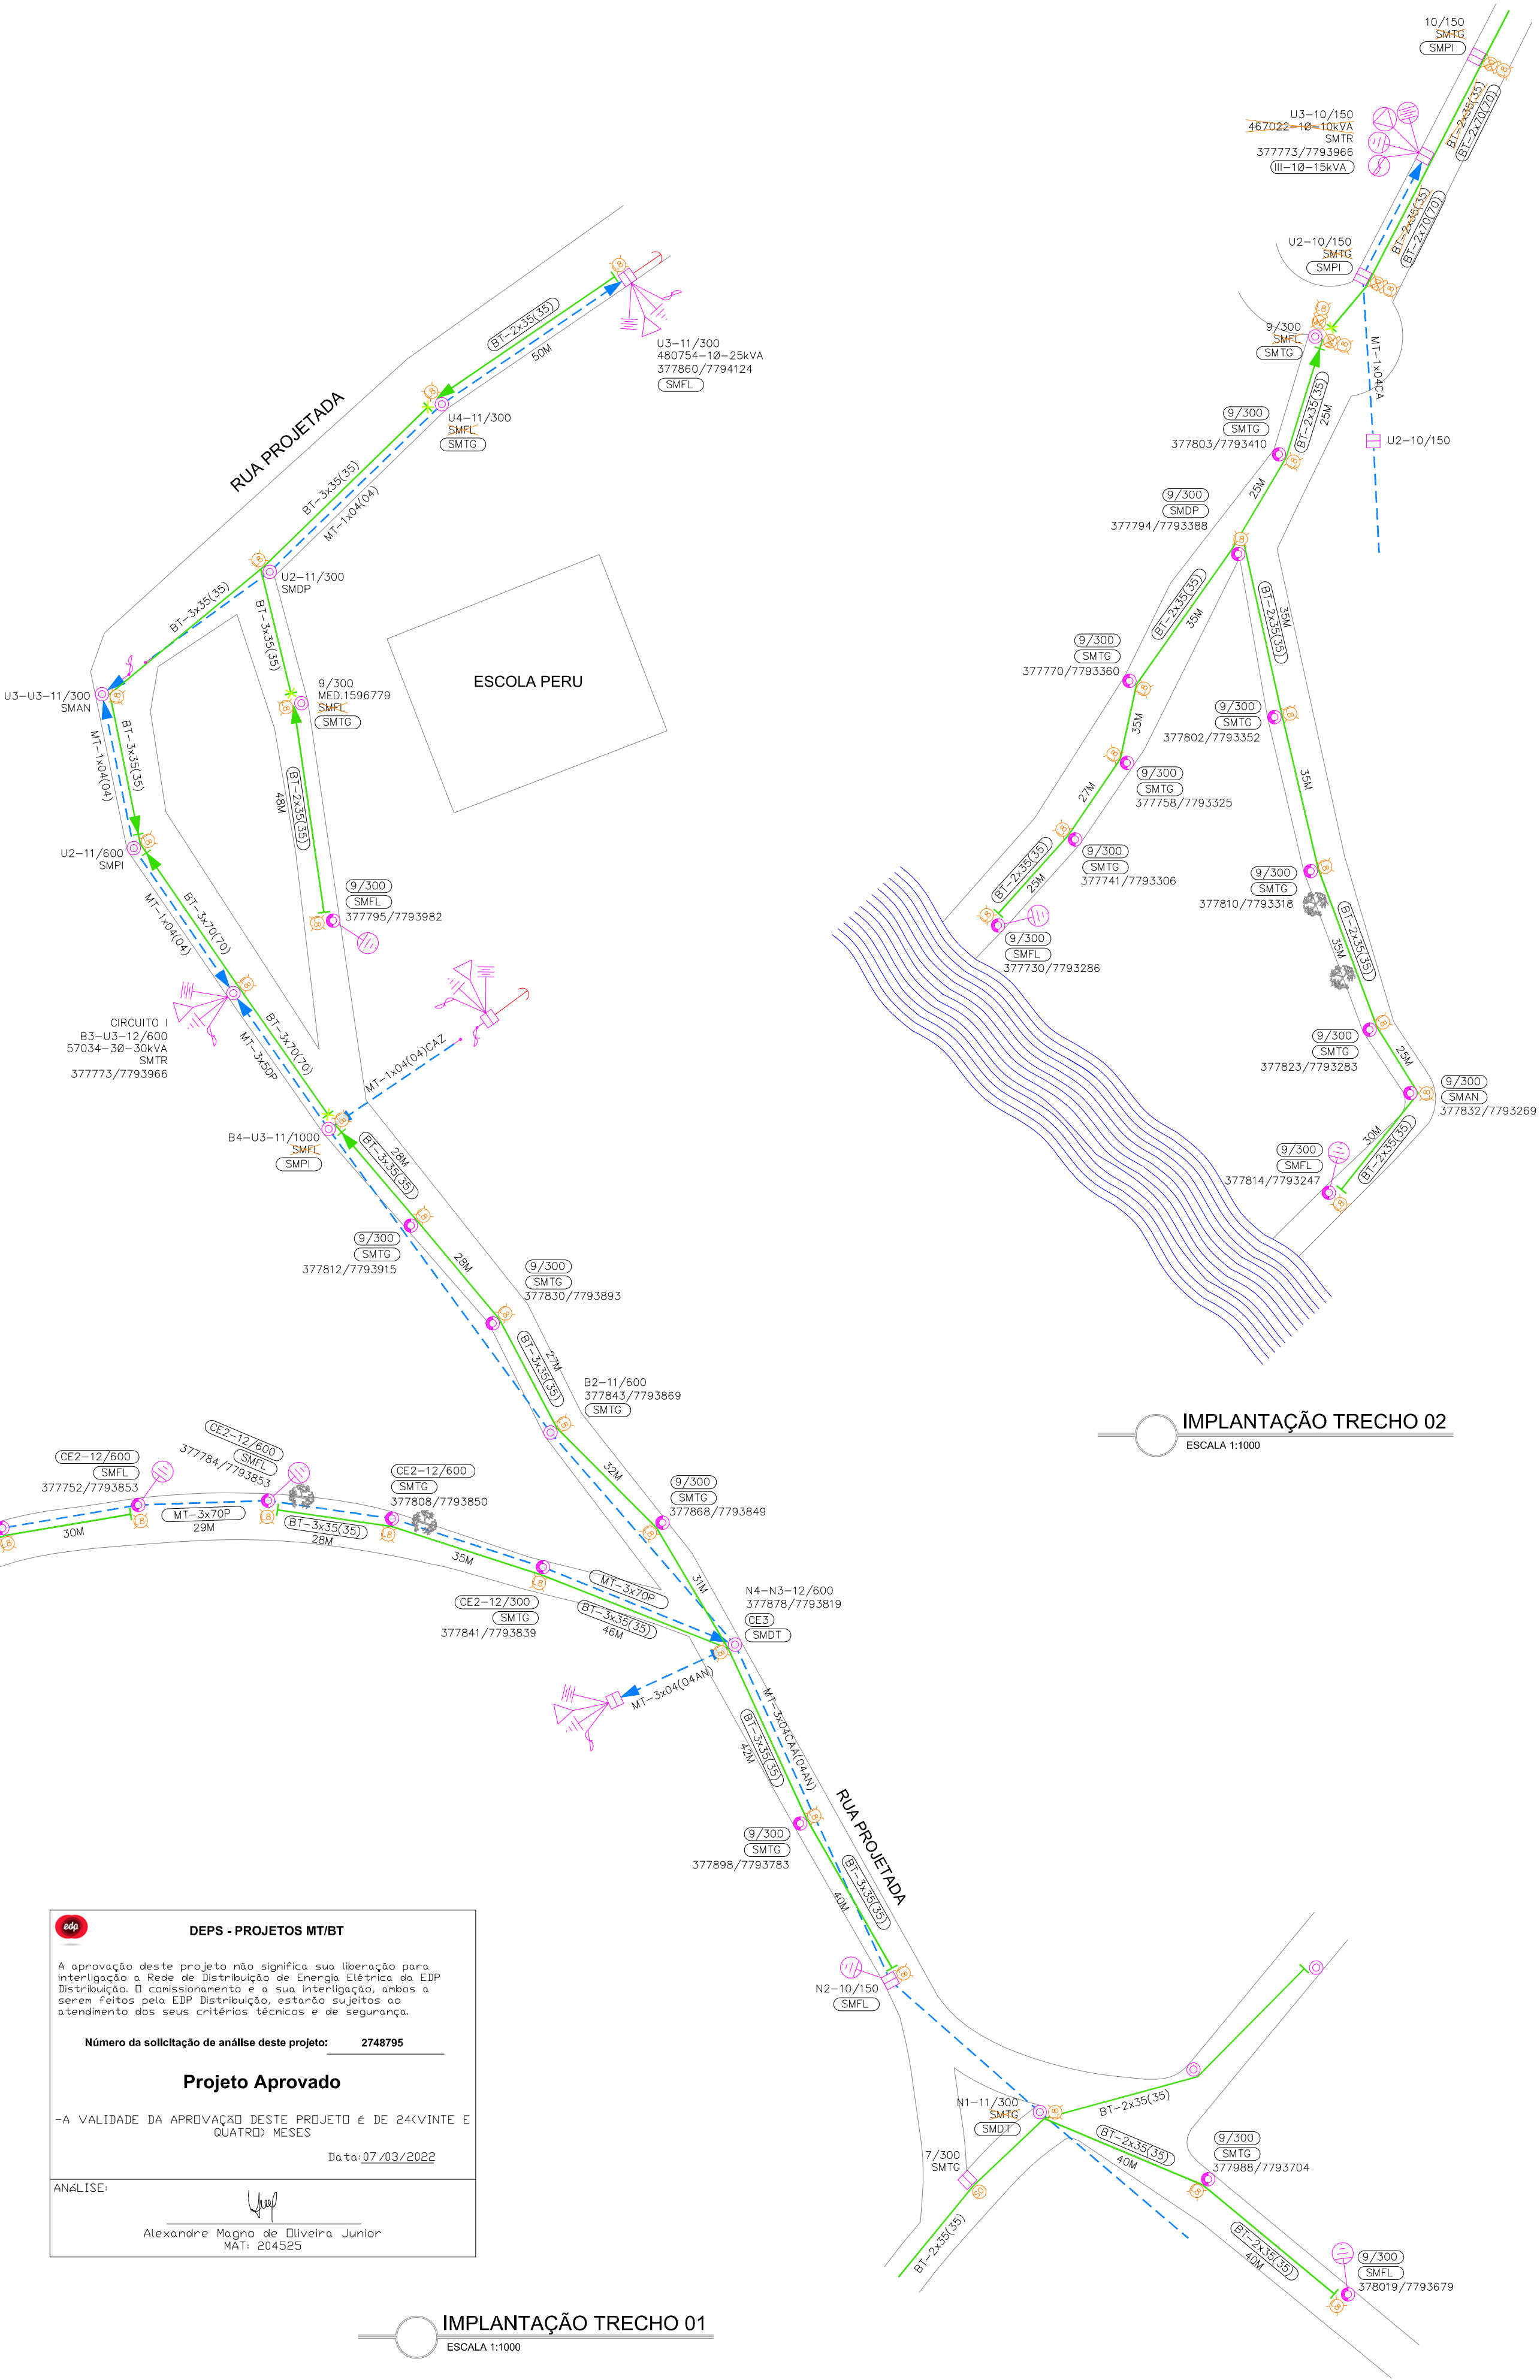 10/150
SMTG
SMPI
BT-2x35(35)
BT-2x70(70)
U3-10/150
467022-1Ø-10kVA
SMTR
377773/7793966
III-1Ø-15kVA
BT-2x35(35)
BT-2x70(70)
U2-10/150
SMTG
SMPI
9/300
SMFL
SMTG
MT-1x04CA
U2-10/150
BT-2x35(35)
25M
9/300
SMTG
377803/7793410
25M
9/300
SMDP
377794/7793388
BT-2x35(35)
35M
35M
BT-2x35(35)
9/300
SMTG
377770/7793360
35M
9/300
SMTG
377802/7793352
35M
9/300
SMTG
377758/7793325
27M
9/300
SMTG
377741/7793306
BT-2x35(35)
25M
9/300
SMFL
377730/7793286
9/300
SMTG
377810/7793318
BT-2x35(35)
35M
9/300
SMTG
377823/7793283
25M
9/300
SMAN
377832/7793269
30M
BT-2x35(35)
9/300
SMFL
377814/7793247
IMPLANTAÇÃO TRECHO 02
ESCALA 1:1000
RUA PROJETADA
BT-2x35(35)
50M
U3-11/300
480754-1Ø-25kVA
377860/7794124
SMFL
U4-11/300
SMFL
SMTG
BT-3x35(35)
MT-1x04(04)
U2-11/300
SMDP
BT-3x35(35)
BT-3x35(35)
ESCOLA PERU
U3-U3-11/300
SMAN
9/300
MED.1596779
SMFL
SMTG
BT-3x35(35)
MT-1x04(04)
48M
BT-2x35(35)
U2-11/600
SMPI
BT-3x70(70)
MT-1x04(04)
9/300
SMFL
377795/7793982
CIRCUITO I
B3-U3-12/600
57034-3Ø-30kVA
SMTR
377773/7793966
BT-3x70(70)
MT-3x50P
MT-1x04(04)CAZ
B4-U3-11/1000
SMFL
SMPI
28M
BT-3x35(35)
9/300
SMTG
377812/7793915
28M
9/300
SMTG
377830/7793893
27M
BT-3x35(35)
B2-11/600
377843/7793869
SMTG
32M
9/300
SMTG
377868/7793849
31M
CE2-12/600
SMFL
377752/7793853
30M
CE2-12/600
SMFL
377784/7793853
MT-3x70P
29M
CE2-12/600
SMTG
377808/7793850
BT-3x35(35)
28M
35M
CE2-12/300
SMTG
377841/7793839
MT-3x70P
BT-3x35(35)
46M
N4-N3-12/600
377878/7793819
CE3
SMDT
MT-3x04(04AN)
MT-3x04CAA(04AN)
BT-3x35(35)
42M
RUA PROJETADA
9/300
SMTG
377898/7793783
BT-3x35(35)
40M
N2-10/150
SMFL
N1-11/300
SMTG
SMDT
BT-2x35(35)
7/300
SMTG
BT-2x35(35)
BT-2x35(35)
40M
9/300
SMTG
377988/7793704
BT-2x35(35)
40M
9/300
SMFL
378019/7793679
edp
DEPS - PROJETOS MT/BT
A aprovação deste projeto não significa sua liberação para
interligação a Rede de Distribuição de Energia Elétrica da EDP
Distribuição. O comissionamento e a sua interligação, ambos a
serem feitos pela EDP Distribuição, estarão sujeitos ao
atendimento dos seus critérios técnicos e de segurança.
Número da solicitação de análise deste projeto: 2748795
Projeto Aprovado
-A VALIDADE DA APROVAÇÃO DESTE PROJETO É DE 24(VINTE E
QUATRO) MESES
Data:07/03/2022
ANáLISE:
Alexandre Magno de Oliveira Junior
MAT: 204525
IMPLANTAÇÃO TRECHO 01
ESCALA 1:1000